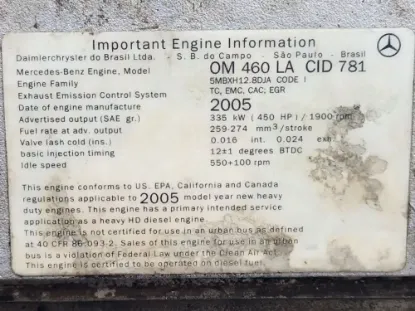 Important Engine Information
Daimlerchrysler do Brasil Ltda. - S. B. do Campo - São Paulo - Brasil
Mercedes-Benz Engine, Model OM 460 LA CID 781
Engine Family 5MBXH12.8DJA CODE I
Exhaust Emission Control System TC, EMC, CAC, EGR
Date of engine manufacture 2005
Advertised output (SAE gr.) 335 kW (450 HP) / 1900 rpm
Fuel rate at adv. output 259-274 mm³/stroke
Valve lash cold (ins.) 0.016 int. 0.024 exh.
basic injection timing 12±1 degrees BTDC
Idle speed 550+100 rpm
This engine conforms to US. EPA, California and Canada
regulations applicable to 2005 model year new heavy
duty engines. This engine has a primary intended service
application as a heavy HD diesel engine.
This engine is not certified for use in an urban bus as defined
at 40 CFR 86-093-2. Sales of this engine for use in an urban
bus is a violation of Federal Law under the Clean Air Act.
This engine is certified to be operated on diesel fuel.